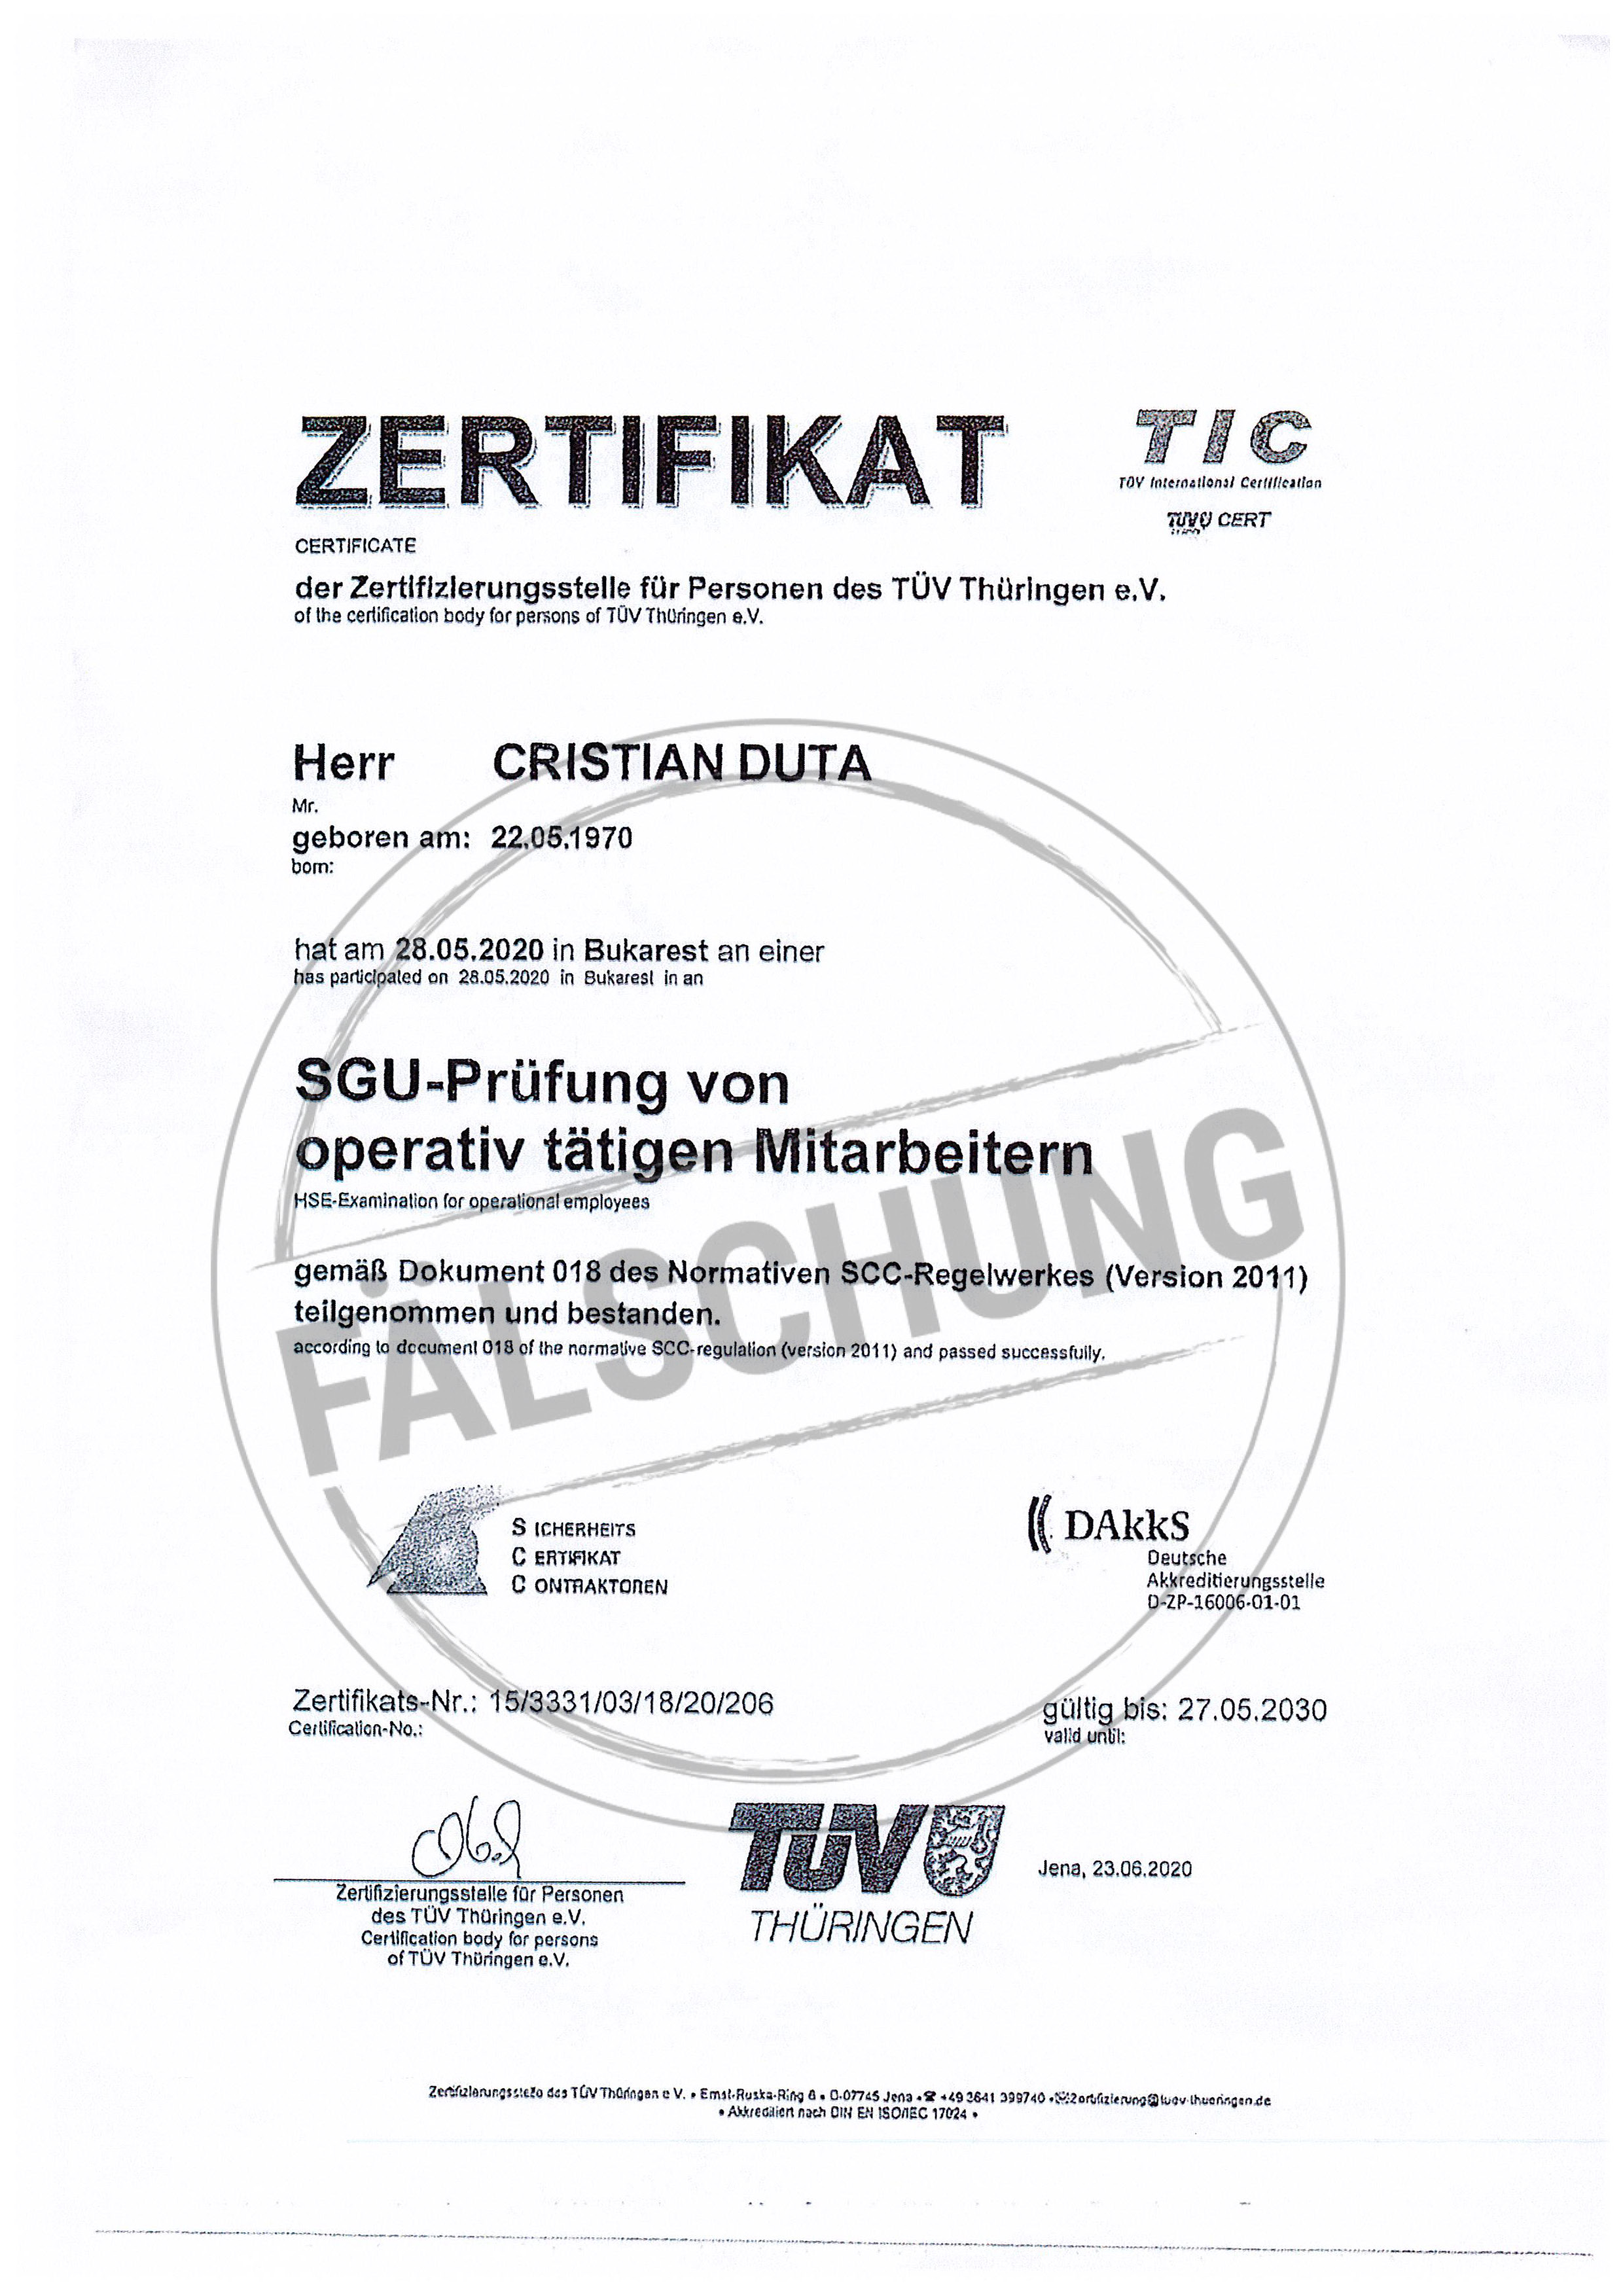 ZERTIFIKAT
TIC
TÜV International Certification
CERT
CERTIFICATE
der Zertifizierungsstelle für Personen des TÜV Thüringen e.V.
of the certification body for persons of TÜV Thüringen e.V.
Herr CRISTIAN DUTA
Mr.
geboren am: 22.05.1970
born:
hat am 28.05.2020 in Bukarest an einer
has participated on 28.05.2020 in Bukarest in an
SGU-Prüfung von
operativ tätigen Mitarbeitern
HSE-Examination for operational employees
FÄLSCHUNG
gemäß Dokument 018 des Normativen SCC-Regelwerkes (Version 2011)
teilgenommen und bestanden.
according to document 018 of the normative SCC-regulation (version 2011) and passed successfully.
SICHERHEITS
CERTIFIKAT
CONTRAKTOREN
DAkkS
Deutsche
Akkreditierungsstelle
D-ZP-16006-01-01
Zertifikats-Nr.: 15/3331/03/18/20/206
Certification-No.:
gültig bis: 27.05.2030
valid until:
Zertifizierungsstelle für Personen
des TÜV Thüringen e.V.
Certification body for persons
of TÜV Thüringen e.V.
TÜV
THÜRINGEN
Jena, 23.06.2020
Zertifizierungsstelle des TÜV Thüringen e.V. • Ernst-Ruska-Ring 6 • D-07745 Jena • ☎ +49 3641 399740 • ✉ zertifizierung@tuev-thueringen.de
• Akkreditiert nach DIN EN ISO/IEC 17024 •